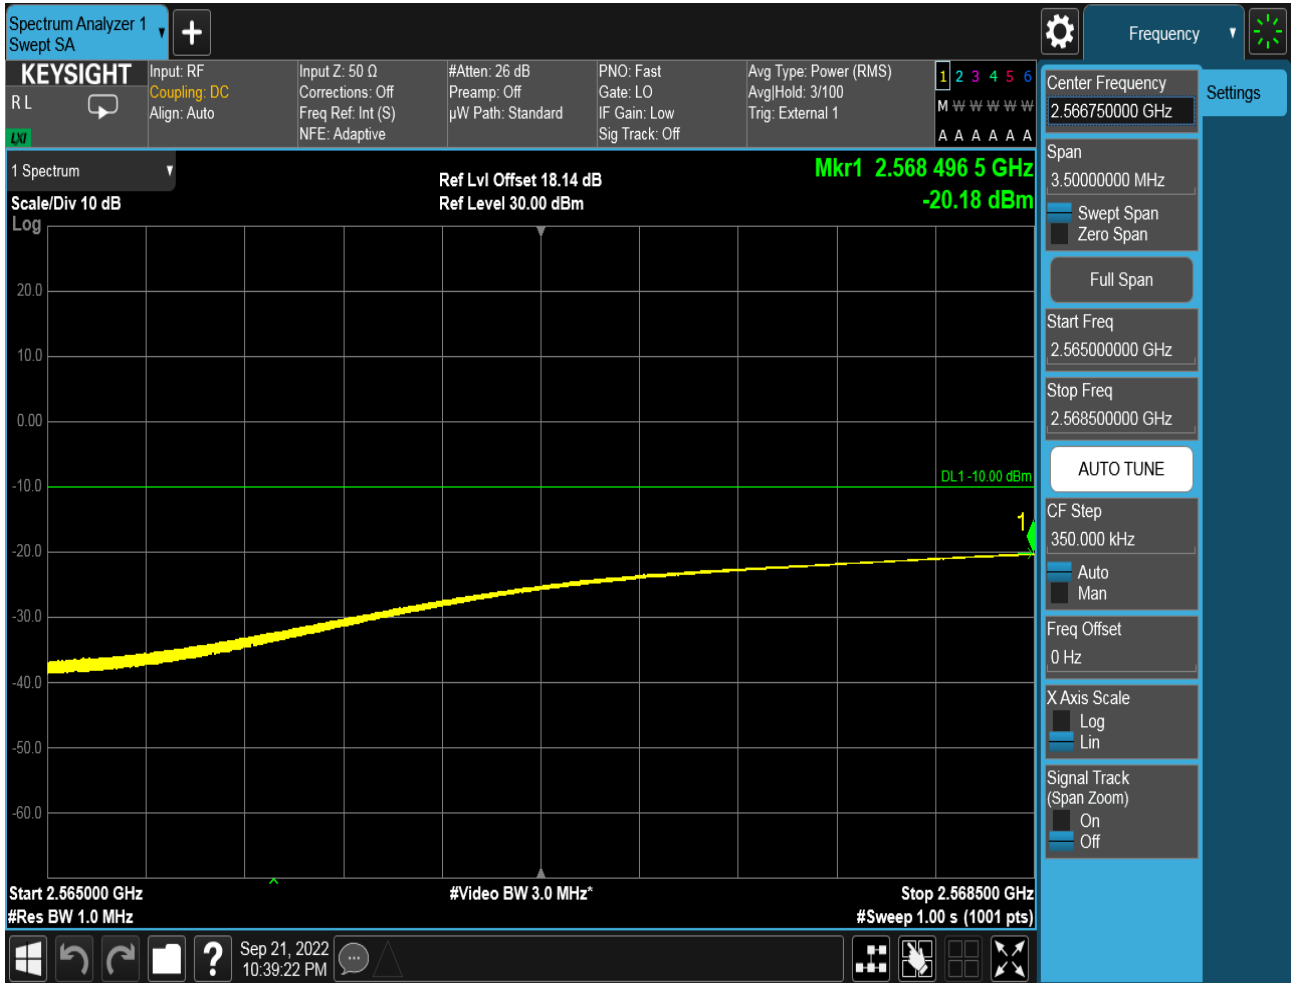 Spectrum Analyzer 1
Swept SA
Frequency
KEYSIGHT
R L
LXI
Input: RF
Coupling: DC
Align: Auto
Input Z: 50 Ω
Corrections: Off
Freq Ref: Int (S)
NFE: Adaptive
#Atten: 26 dB
Preamp: Off
µW Path: Standard
PNO: Fast
Gate: LO
IF Gain: Low
Sig Track: Off
Avg Type: Power (RMS)
Avg|Hold: 3/100
Trig: External 1
1 2 3 4 5 6
M W W W W W
A A A A A A
1 Spectrum
Scale/Div 10 dB
Log
Ref Lvl Offset 18.14 dB
Ref Level 30.00 dBm
Mkr1 2.568 496 5 GHz
-20.18 dBm
20.0
10.0
0.00
-10.0
-20.0
-30.0
-40.0
-50.0
-60.0
DL1 -10.00 dBm
1
Start 2.565000 GHz
#Res BW 1.0 MHz
#Video BW 3.0 MHz*
Stop 2.568500 GHz
#Sweep 1.00 s (1001 pts)
Sep 21, 2022
10:39:22 PM
Center Frequency
2.566750000 GHz
Settings
Span
3.50000000 MHz
Swept Span
Zero Span
Full Span
Start Freq
2.565000000 GHz
Stop Freq
2.568500000 GHz
AUTO TUNE
CF Step
350.000 kHz
Auto
Man
Freq Offset
0 Hz
X Axis Scale
Log
Lin
Signal Track
(Span Zoom)
On
Off